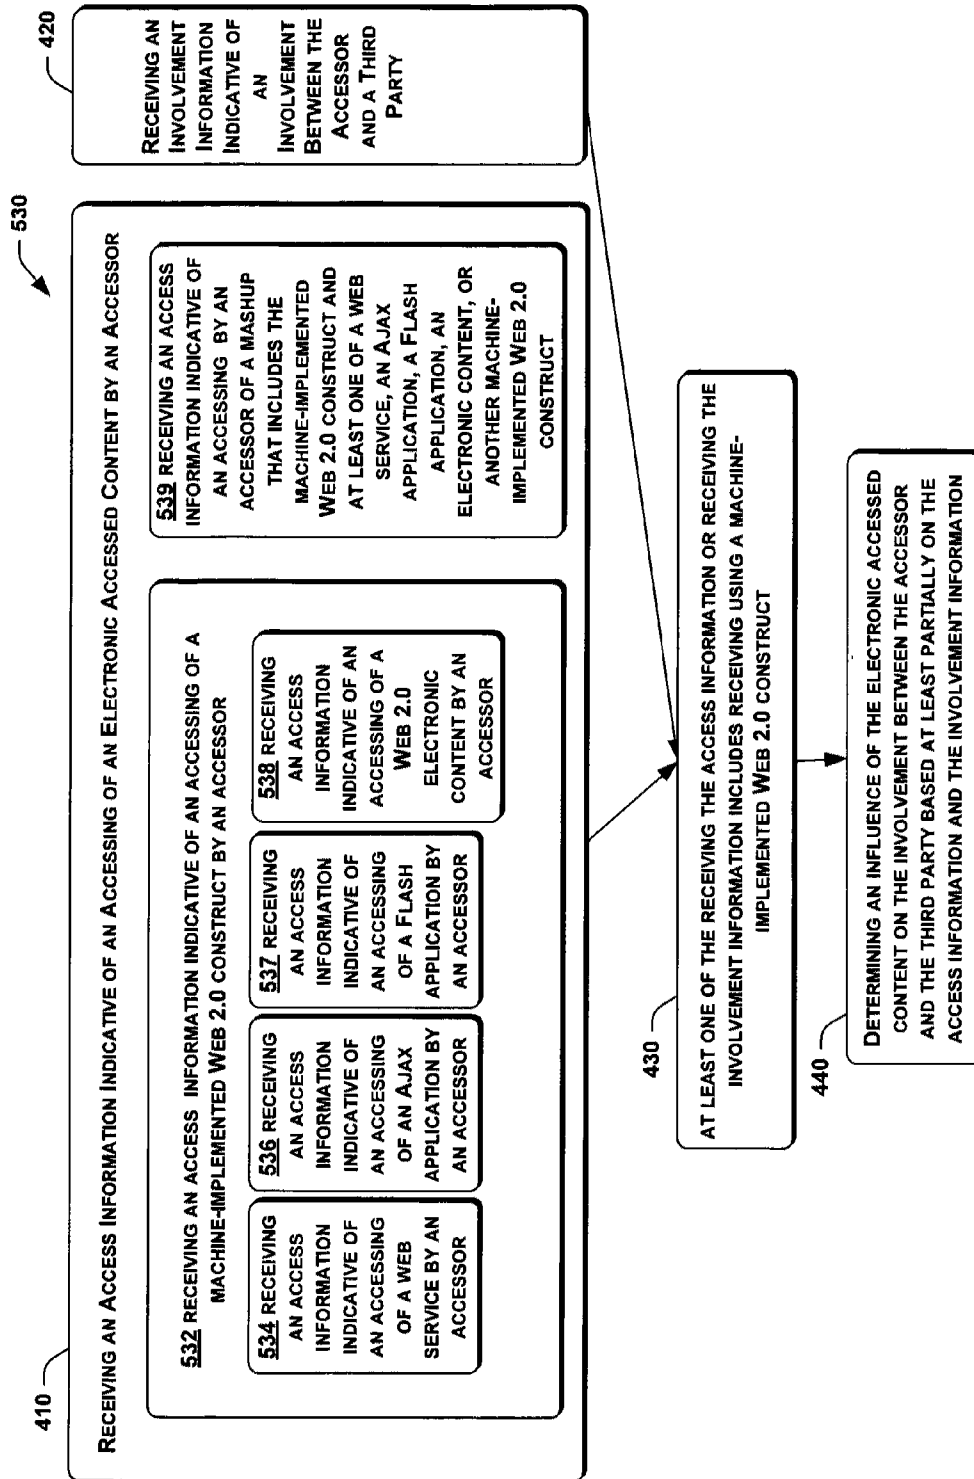 530
410
RECEIVING AN ACCESS INFORMATION INDICATIVE OF AN ACCESSING OF AN ELECTRONIC ACCESSED CONTENT BY AN ACCESSOR
532 RECEIVING AN ACCESS INFORMATION INDICATIVE OF AN ACCESSING OF A
MACHINE-IMPLEMENTED WEB 2.0 CONSTRUCT BY AN ACCESSOR
534 RECEIVING
AN ACCESS
INFORMATION
INDICATIVE OF
AN ACCESSING
OF A WEB
SERVICE BY AN
ACCESSOR
536 RECEIVING
AN ACCESS
INFORMATION
INDICATIVE OF
AN ACCESSING
OF AN AJAX
APPLICATION BY
AN ACCESSOR
537 RECEIVING
AN ACCESS
INFORMATION
INDICATIVE OF
AN ACCESSING
OF A FLASH
APPLICATION BY
AN ACCESSOR
538 RECEIVING
AN ACCESS
INFORMATION
INDICATIVE OF AN
ACCESSING OF A
WEB 2.0
ELECTRONIC
CONTENT BY AN
ACCESSOR
539 RECEIVING AN ACCESS
INFORMATION INDICATIVE OF
AN ACCESSING BY AN
ACCESSOR OF A MASHUP
THAT INCLUDES THE
MACHINE-IMPLEMENTED
WEB 2.0 CONSTRUCT AND
AT LEAST ONE OF A WEB
SERVICE, AN AJAX
APPLICATION, A FLASH
APPLICATION, AN
ELECTRONIC CONTENT, OR
ANOTHER MACHINE-
IMPLEMENTED WEB 2.0
CONSTRUCT
420
RECEIVING AN
INVOLVEMENT
INFORMATION
INDICATIVE OF
AN
INVOLVEMENT
BETWEEN THE
ACCESSOR
AND A THIRD
PARTY
430
AT LEAST ONE OF THE RECEIVING THE ACCESS INFORMATION OR RECEIVING THE
INVOLVEMENT INFORMATION INCLUDES RECEIVING USING A MACHINE-
IMPLEMENTED WEB 2.0 CONSTRUCT
440
DETERMINING AN INFLUENCE OF THE ELECTRONIC ACCESSED
CONTENT ON THE INVOLVEMENT BETWEEN THE ACCESSOR
AND THE THIRD PARTY BASED AT LEAST PARTIALLY ON THE
ACCESS INFORMATION AND THE INVOLVEMENT INFORMATION